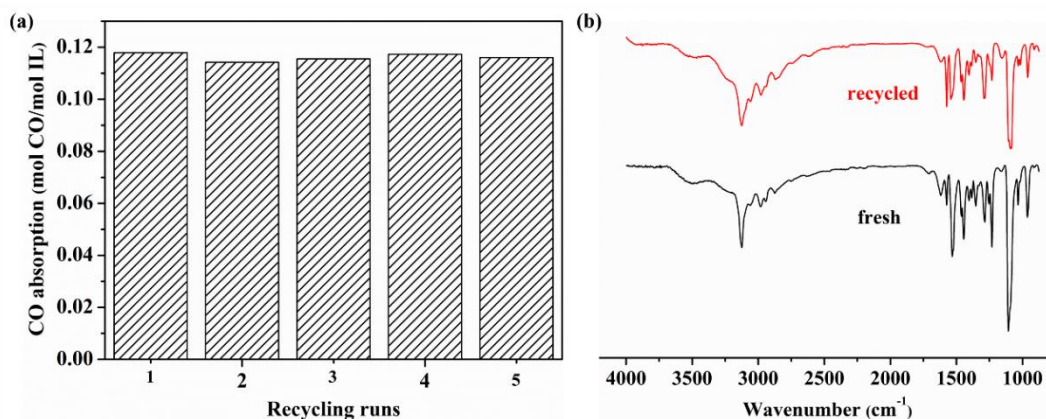 (a)
CO absorption (mol CO/mol IL)
0.12
0.10
0.08
0.06
0.04
0.02
0.00
1 2 3 4 5
Recycling runs
(b)
recycled
fresh
4000 3500 3000 2500 2000 1500 1000
Wavenumber (cm⁻¹)